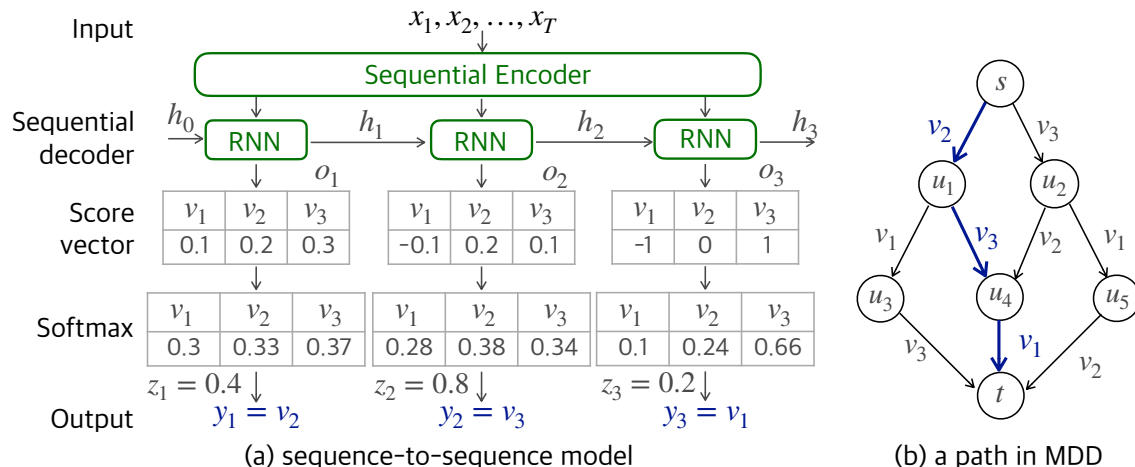 Input
x₁, x₂, …, x_T
Sequential Encoder
Sequential decoder
h₀
RNN
h₁
RNN
h₂
RNN
h₃
o₁
o₂
o₃
Score vector
v₁ v₂ v₃
0.1 0.2 0.3
v₁ v₂ v₃
-0.1 0.2 0.1
v₁ v₂ v₃
-1 0 1
Softmax
v₁ v₂ v₃
0.3 0.33 0.37
v₁ v₂ v₃
0.28 0.38 0.34
v₁ v₂ v₃
0.1 0.24 0.66
z₁ = 0.4
z₂ = 0.8
z₃ = 0.2
Output
y₁ = v₂
y₂ = v₃
y₃ = v₁
(a) sequence-to-sequence model
s
v₂
v₃
u₁
u₂
v₁
v₃
v₂
v₁
u₃
u₄
u₅
v₃
v₁
v₂
t
(b) a path in MDD